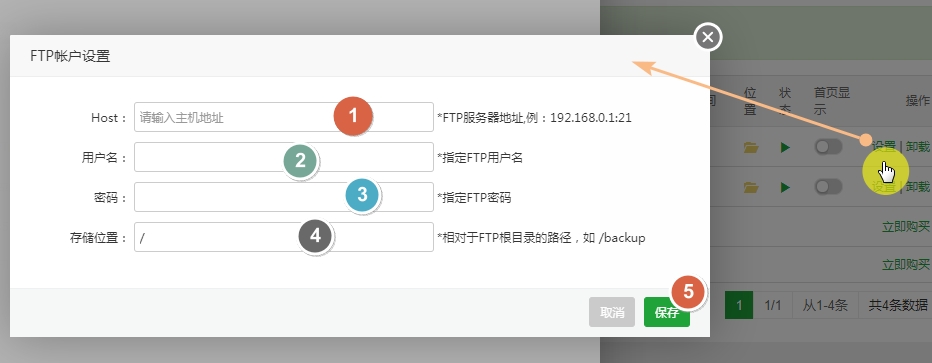 FTP帐户设置
Host： 请输入主机地址 1 *FTP服务器地址,例：192.168.0.1:21
用户名： 2 *指定FTP用户名
密码： 3 *指定FTP密码
存储位置： / 4 *相对于FTP根目录的路径，如 /backup
取消 保存 5
位置 状态 首页显示 操作
设置 | 卸载
设置 | 卸载
立即购买
立即购买
1 1/1 从1-4条 共4条数据